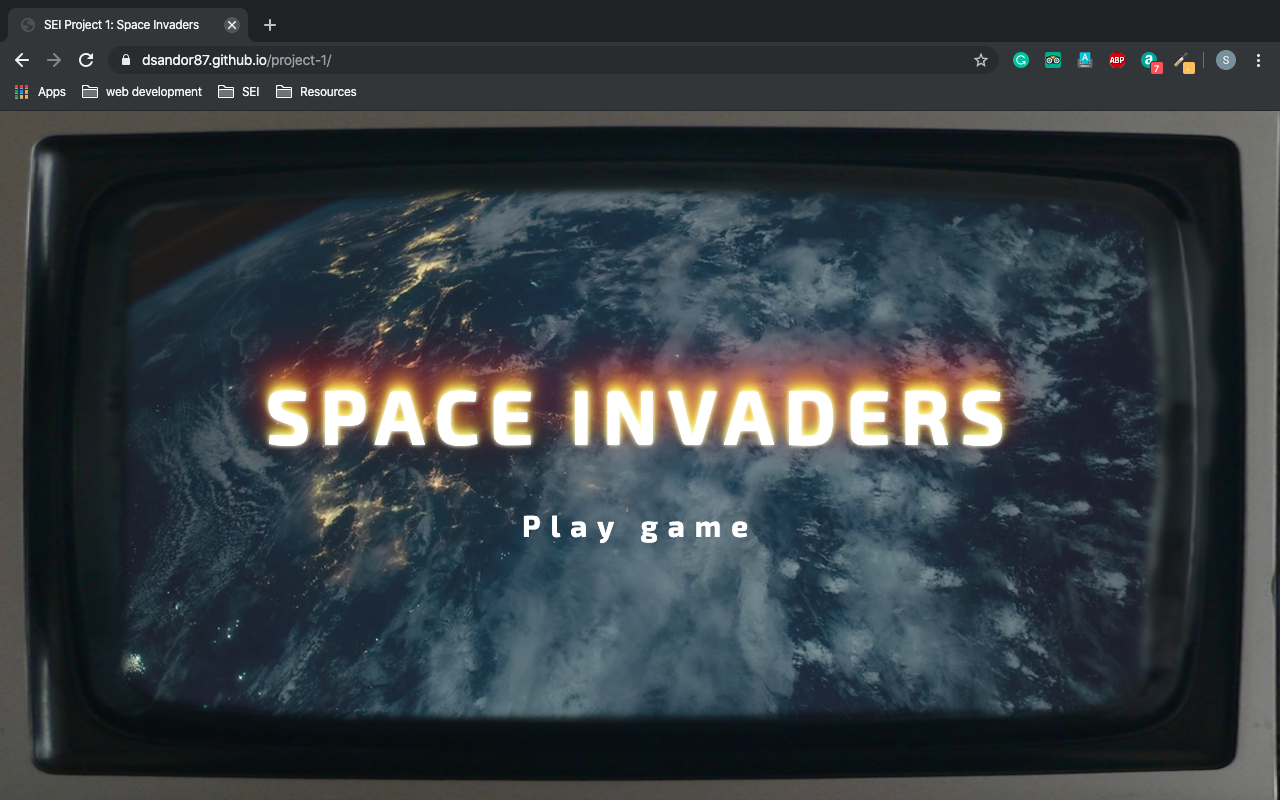 SEI Project 1: Space Invaders
dsandor87.github.io/project-1/
ABP
7
S
Apps
web development
SEI
Resources
SPACE INVADERS
Play game